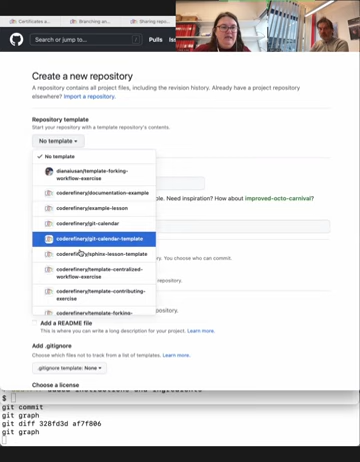 Certificates a
Branching an
Sharing repo
Search or jump to...
/
Pulls
Iss
Create a new repository
A repository contains all project files, including the revision history. Already have a project repository
elsewhere? Import a repository.
Repository template
Start your repository with a template repository's contents.
No template
No template
template-forking-
workflow-exercise
coderefinery/documentation-example
coderefinery/example-lesson
ple. Need inspiration? How about improved-octo-carnival?
coderefinery/git-calendar
coderefinery/git-calendar-template
coderefinery/sphinx-lesson-template
ry. You choose who can commit.
coderefinery/template-centralized-
workflow-exercise
repository.
coderefinery/template-contributing-
exercise
coderefinery/template-forking-
pository.
Add a README file
This is where you can write a long description for your project. Learn more.
Add .gitignore
Choose which files not to track from a list of templates. Learn more.
.gitignore template: None
Choose a license
$
git commit
git graph
git diff 328fd3d af7f806
git graph